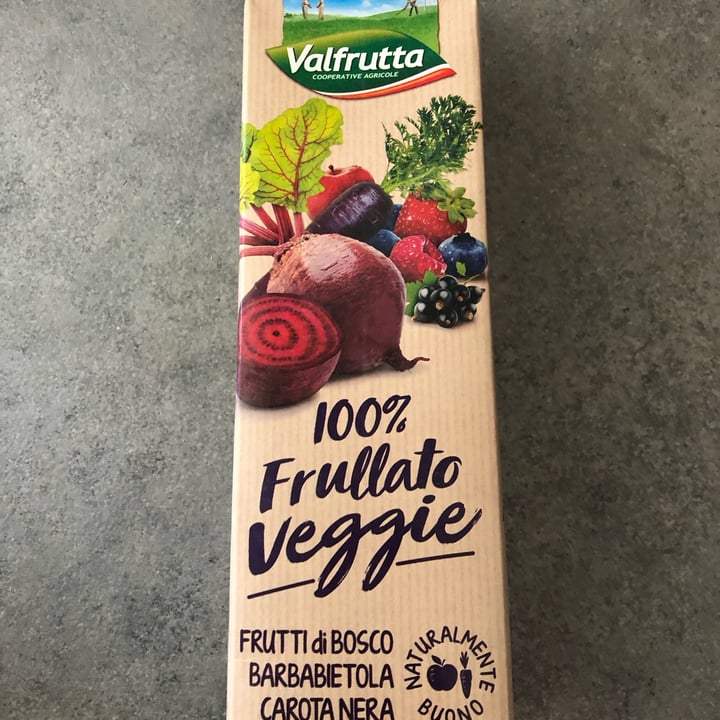 Valfrutta
COOPERATIVE AGRICOLE
100%
Frullato
Veggie
FRUTTI di BOSCO
BARBABIETOLA
CAROTA NERA
NATURALMENTE
BUONO